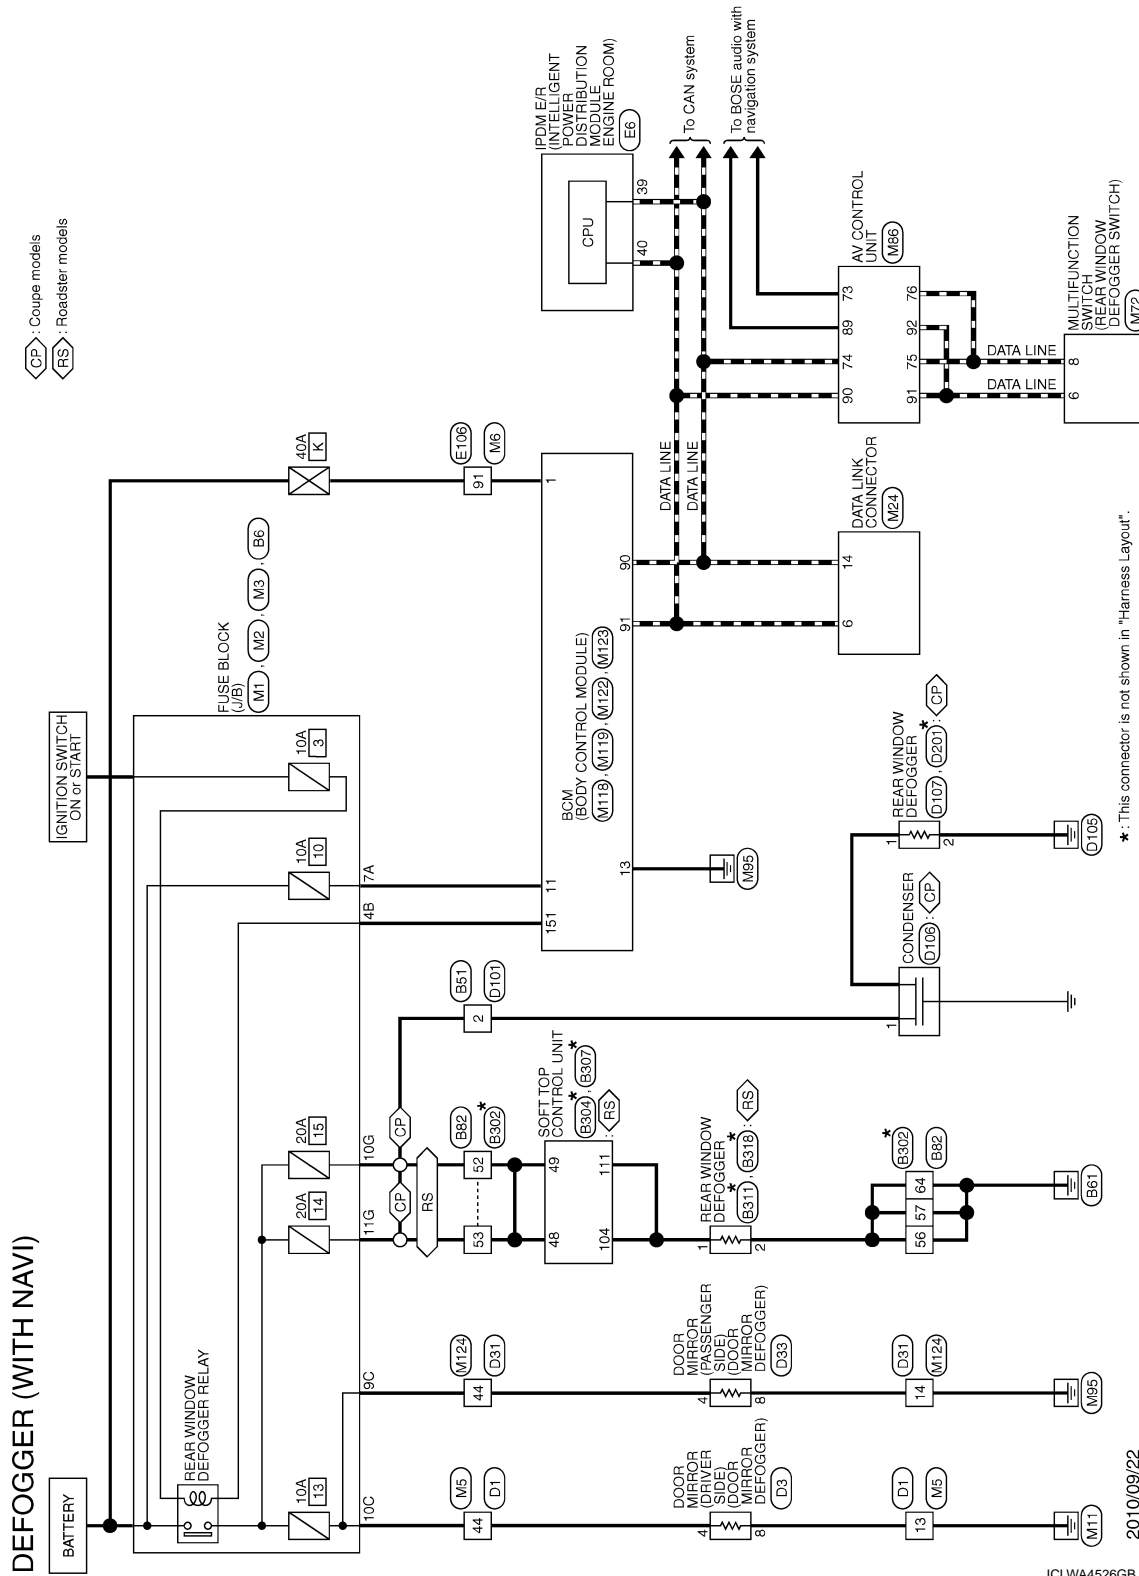 DEFOGGER (WITH NAVI)
CP : Coupe models
RS : Roadster models
BATTERY
IGNITION SWITCH
ON or START
FUSE BLOCK
(J/B)
M1 , M2 , M3 , B6
REAR WINDOW
DEFOGGER RELAY
10A
13
20A
14
20A
15
10A
10
10A
3
40A
K
10C
9C
11G
10G
4B
7A
CP
CP
RS
M5
44
D1
M124
44
D31
53
52
B82
B302 *
2
B51
D101
91
E106
M6
SOFT TOP
CONTROL UNIT
B304 * , B307 *
: RS
48
49
104
111
BCM
(BODY CONTROL MODULE)
M118 , M119 , M122 , M123
151
11
1
13
91
90
M95
IPDM E/R
(INTELLIGENT
POWER
DISTRIBUTION
MODULE
ENGINE ROOM)
E6
CPU
40
39
DATA LINE
DATA LINE
To CAN system
To BOSE audio with
navigation system
DOOR
MIRROR
(DRIVER
SIDE)
(DOOR
MIRROR
DEFOGGER)
D3
4
8
DOOR
MIRROR
(PASSENGER
SIDE)
(DOOR
MIRROR
DEFOGGER)
D33
4
8
REAR WINDOW
DEFOGGER
B311 * , B318 * : RS
1
2
CONDENSER
D106 : CP
1
REAR WINDOW
DEFOGGER
D107 , D201 * : CP
1
2
DATA LINK
CONNECTOR
M24
6
14
AV CONTROL
UNIT
M86
90
74
89
73
91
75
92
76
DATA LINE
DATA LINE
MULTIFUNCTION
SWITCH
(REAR WINDOW
DEFOGGER SWITCH)
M72
6
8
13
D1
M5
14
D31
M124
56
57
64
B302 *
B82
M11
M95
B61
D105
* : This connector is not shown in "Harness Layout".
2010/09/22
JCLWA4526GB